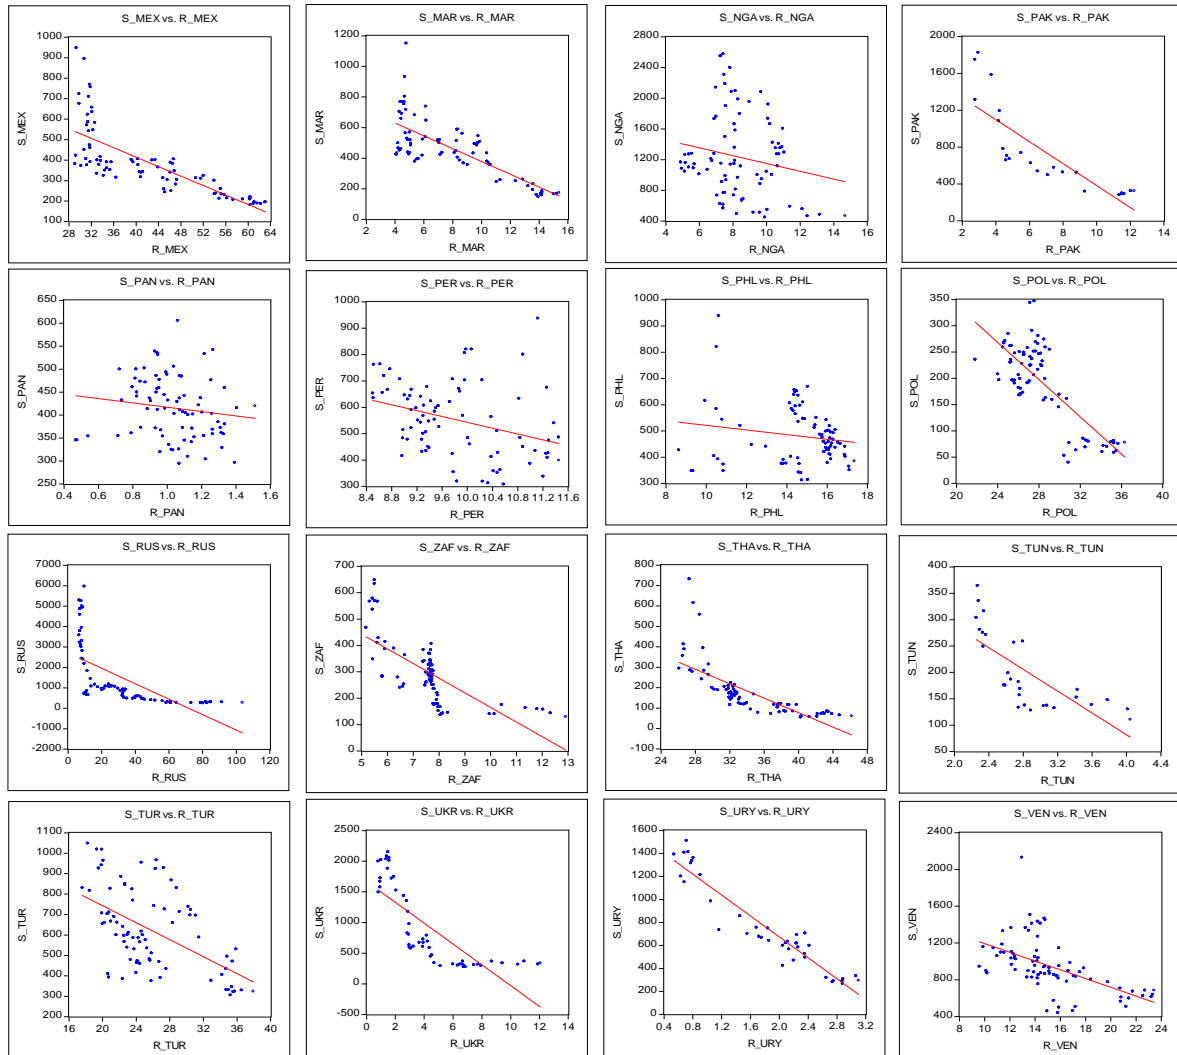 S_MEX vs. R_MEX
1000
900
800
700
600
500
400
300
200
100
S_MEX
28 32 36 40 44 48 52 56 60 64
R_MEX
S_MAR vs. R_MAR
1200
1000
800
600
400
200
0
S_MAR
2 4 6 8 10 12 14 16
R_MAR
S_NGA vs. R_NGA
2800
2400
2000
1600
1200
800
400
S_NGA
4 6 8 10 12 14 16
R_NGA
S_PAK vs. R_PAK
2000
1600
1200
800
400
0
S_PAK
2 4 6 8 10 12 14
R_PAK
S_PAN vs. R_PAN
650
600
550
500
450
400
350
300
250
S_PAN
0.4 0.6 0.8 1.0 1.2 1.4 1.6
R_PAN
S_PER vs. R_PER
1000
900
800
700
600
500
400
300
S_PER
8.4 8.8 9.2 9.6 10.0 10.4 10.8 11.2 11.6
R_PER
S_PHL vs. R_PHL
1000
900
800
700
600
500
400
300
S_PHL
8 10 12 14 16 18
R_PHL
S_POL vs. R_POL
350
300
250
200
150
100
50
0
S_POL
20 24 28 32 36 40
R_POL
S_RUS vs. R_RUS
7000
6000
5000
4000
3000
2000
1000
0
-1000
-2000
S_RUS
0 20 40 60 80 100 120
R_RUS
S_ZAF vs. R_ZAF
700
600
500
400
300
200
100
0
S_ZAF
5 6 7 8 9 10 11 12 13
R_ZAF
S_THA vs. R_THA
800
700
600
500
400
300
200
100
0
-100
S_THA
24 28 32 36 40 44 48
R_THA
S_TUN vs. R_TUN
400
350
300
250
200
150
100
50
S_TUN
2.0 2.4 2.8 3.2 3.6 4.0 4.4
R_TUN
S_TUR vs. R_TUR
1100
1000
900
800
700
600
500
400
300
200
S_TUR
16 20 24 28 32 36 40
R_TUR
S_UKR vs. R_UKR
2500
2000
1500
1000
500
0
-500
S_UKR
0 2 4 6 8 10 12 14
R_UKR
S_URY vs. R_URY
1600
1400
1200
1000
800
600
400
200
0
S_URY
0.4 0.8 1.2 1.6 2.0 2.4 2.8 3.2
R_URY
S_VEN vs. R_VEN
2400
2000
1600
1200
800
400
S_VEN
8 10 12 14 16 18 20 22 24
R_VEN